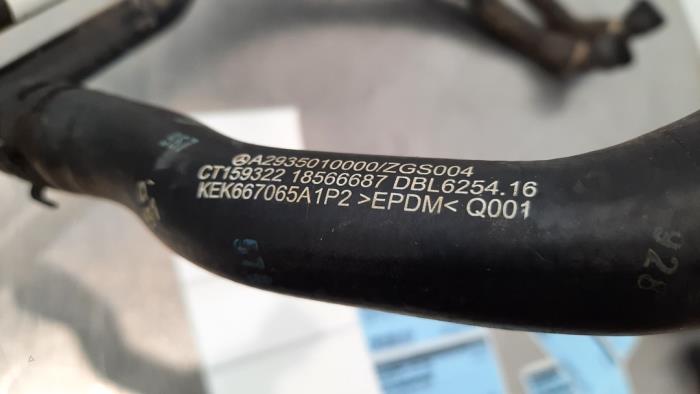 A2935010000/ZGS004
CT159322 18566687 DBL6254.16
KEK667065A1P2 >EPDM< Q001
928